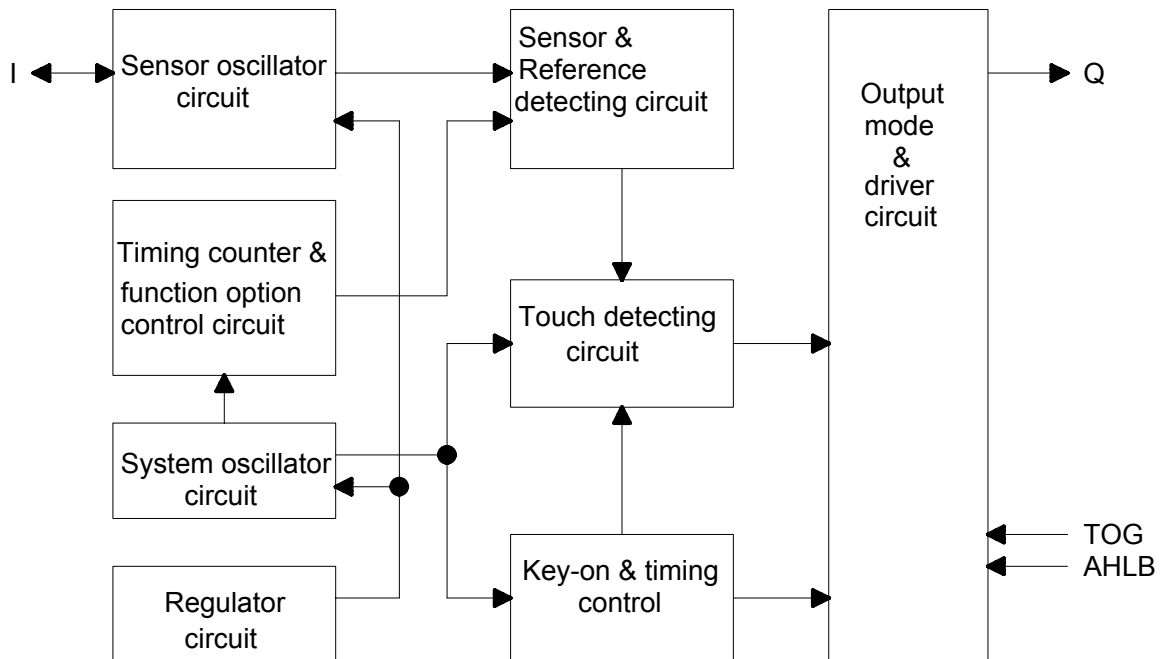 I
Sensor oscillator
circuit
Sensor &
Reference
detecting circuit
Output
mode
&
driver
circuit
Q
Timing counter &
function option
control circuit
Touch detecting
circuit
System oscillator
circuit
Regulator
circuit
Key-on & timing
control
TOG
AHLB